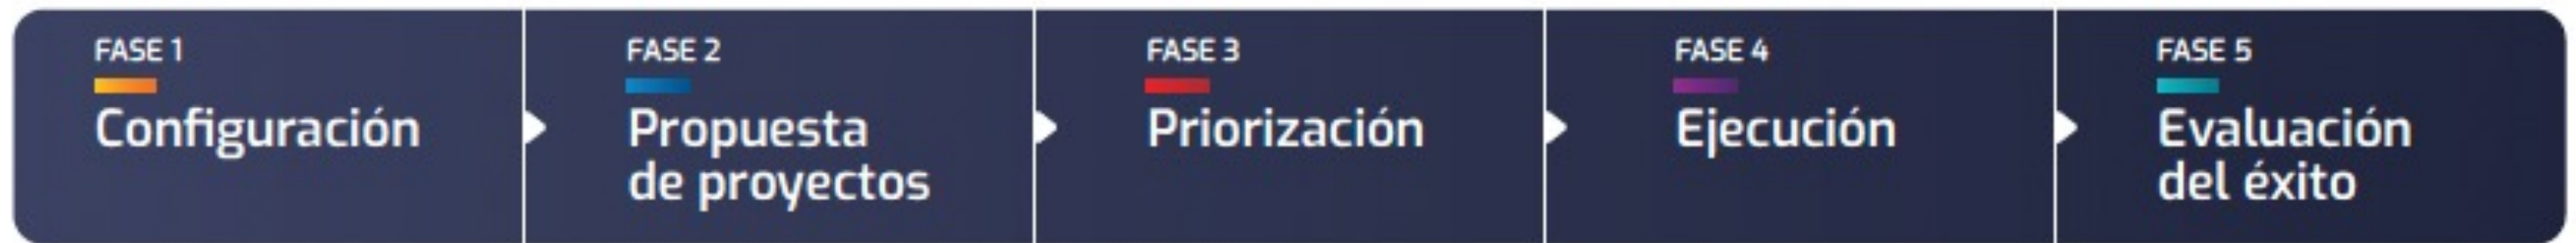 FASE 1
Configuración
FASE 2
Propuesta
de proyectos
FASE 3
Priorización
FASE 4
Ejecución
FASE 5
Evaluación
del éxito